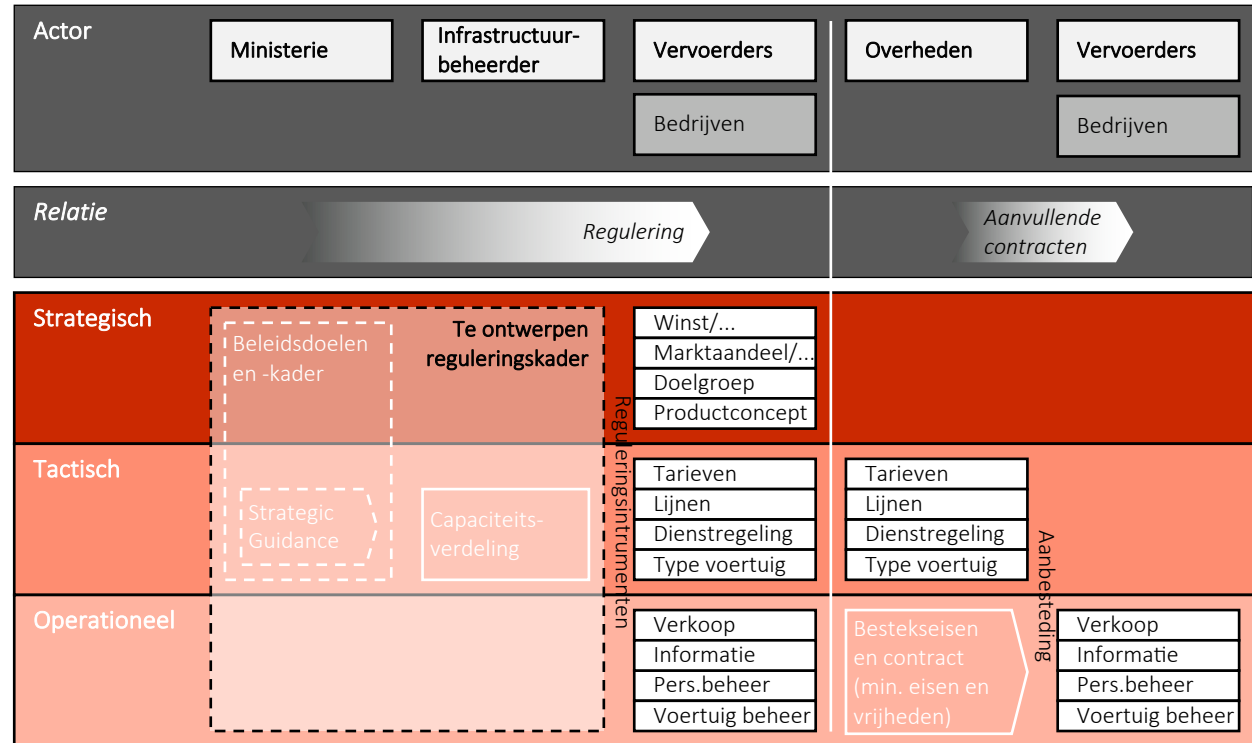 Actor
Ministerie
Infrastructuur-
beheerder
Vervoerders
Overheden
Vervoerders
Bedrijven
Bedrijven
Relatie
Regulering
Aanvullende
contracten
Strategisch
Beleidsdoelen
en -kader
Te ontwerpen
reguleringskader
Winst/...
Marktaandeel/...
Doelgroep
Productconcept
Reguleringsintrumenten
Tactisch
Strategic
Guidance
Capaciteits-
verdeling
Tarieven
Lijnen
Dienstregeling
Type voertuig
Tarieven
Lijnen
Dienstregeling
Type voertuig
Aanbesteding
Operationeel
Verkoop
Informatie
Pers.beheer
Voertuig beheer
Bestekseisen
en contract
(min. eisen en
vrijheden)
Verkoop
Informatie
Pers.beheer
Voertuig beheer